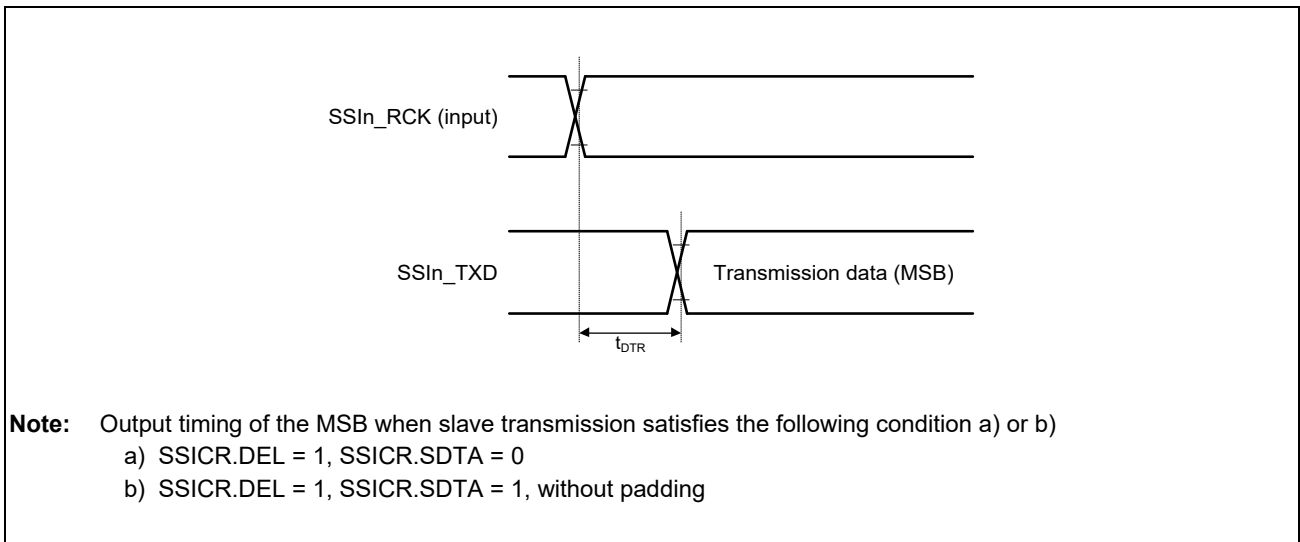 SSIn_RCK (input)
SSIn_TXD
Transmission data (MSB)
tDTR
Note: Output timing of the MSB when slave transmission satisfies the following condition a) or b)
a) SSICR.DEL = 1, SSICR.SDTA = 0
b) SSICR.DEL = 1, SSICR.SDTA = 1, without padding